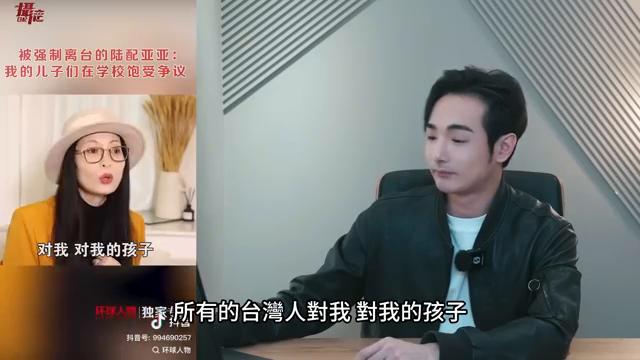 被强制离台的陆配亚亚:
我的儿子们在学校饱受争议
对我 对我的孩子
环球人物 独家
抖音
抖音号: 994690257
环球人物
所有的台灣人對我 對我的孩子